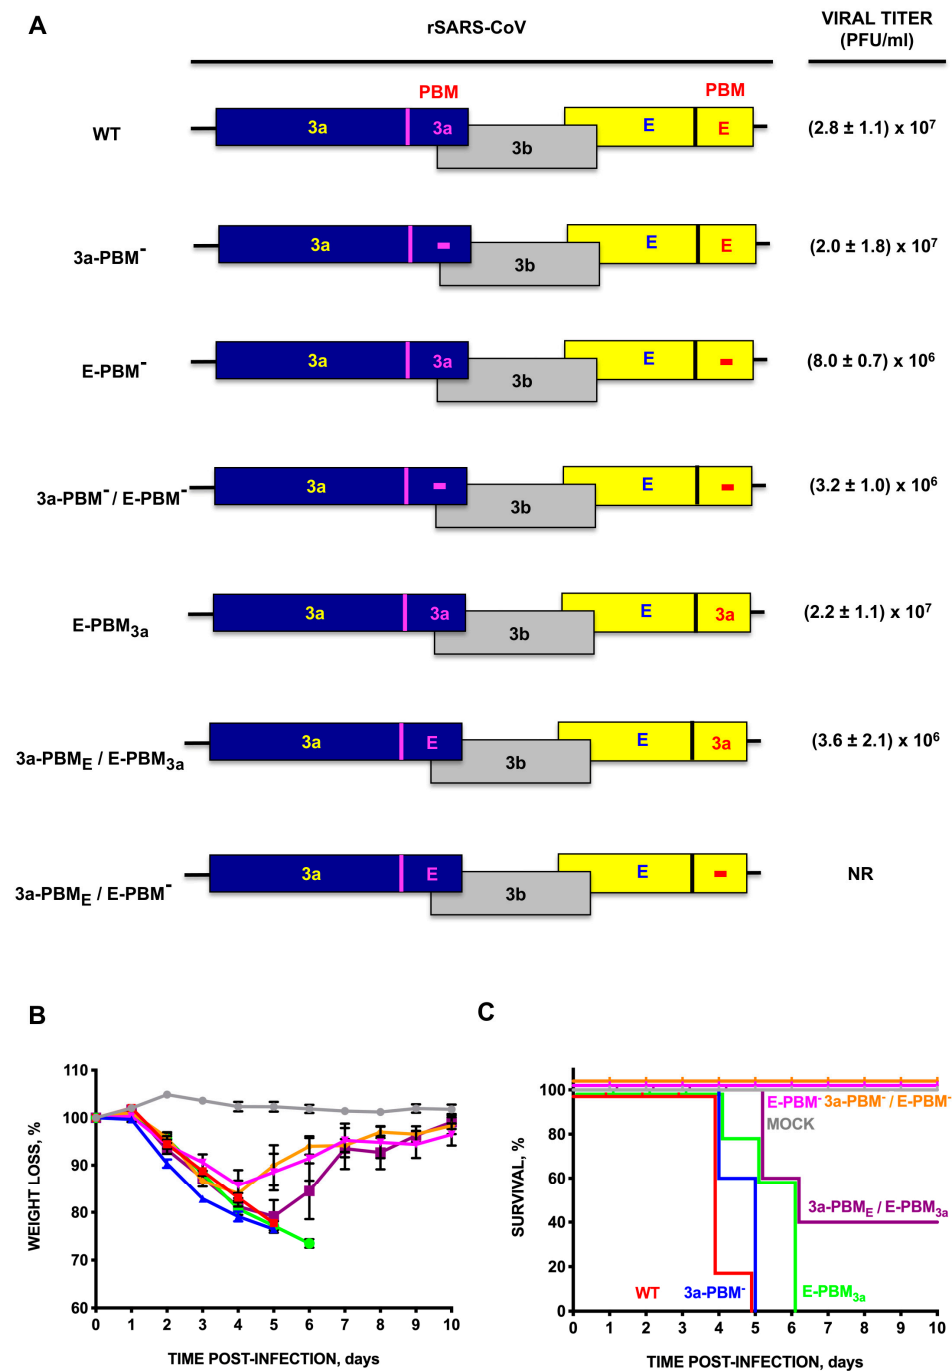 A
rSARS-CoV
VIRAL TITER
(PFU/ml)
PBM
PBM
WT
3a
3a
3b
E
E
(2.8 ± 1.1) x 10⁷
3a-PBM⁻
3a
-
3b
E
E
(2.0 ± 1.8) x 10⁷
E-PBM⁻
3a
3a
3b
E
-
(8.0 ± 0.7) x 10⁶
3a-PBM⁻ / E-PBM⁻
3a
-
3b
E
-
(3.2 ± 1.0) x 10⁶
E-PBM₃ₐ
3a
3a
3b
E
3a
(2.2 ± 1.1) x 10⁷
3a-PBM_E / E-PBM₃ₐ
3a
E
3b
E
3a
(3.6 ± 2.1) x 10⁶
3a-PBM_E / E-PBM⁻
3a
E
3b
E
-
NR
B
WEIGHT LOSS, %
110
100
90
80
70
60
0 1 2 3 4 5 6 7 8 9 10
TIME POST-INFECTION, days
C
SURVIVAL, %
100
80
60
40
20
0
E-PBM⁻ 3a-PBM⁻ / E-PBM⁻
MOCK
3a-PBM_E / E-PBM₃ₐ
WT 3a-PBM⁻ E-PBM₃ₐ
0 1 2 3 4 5 6 7 8 9 10
TIME POST-INFECTION, days